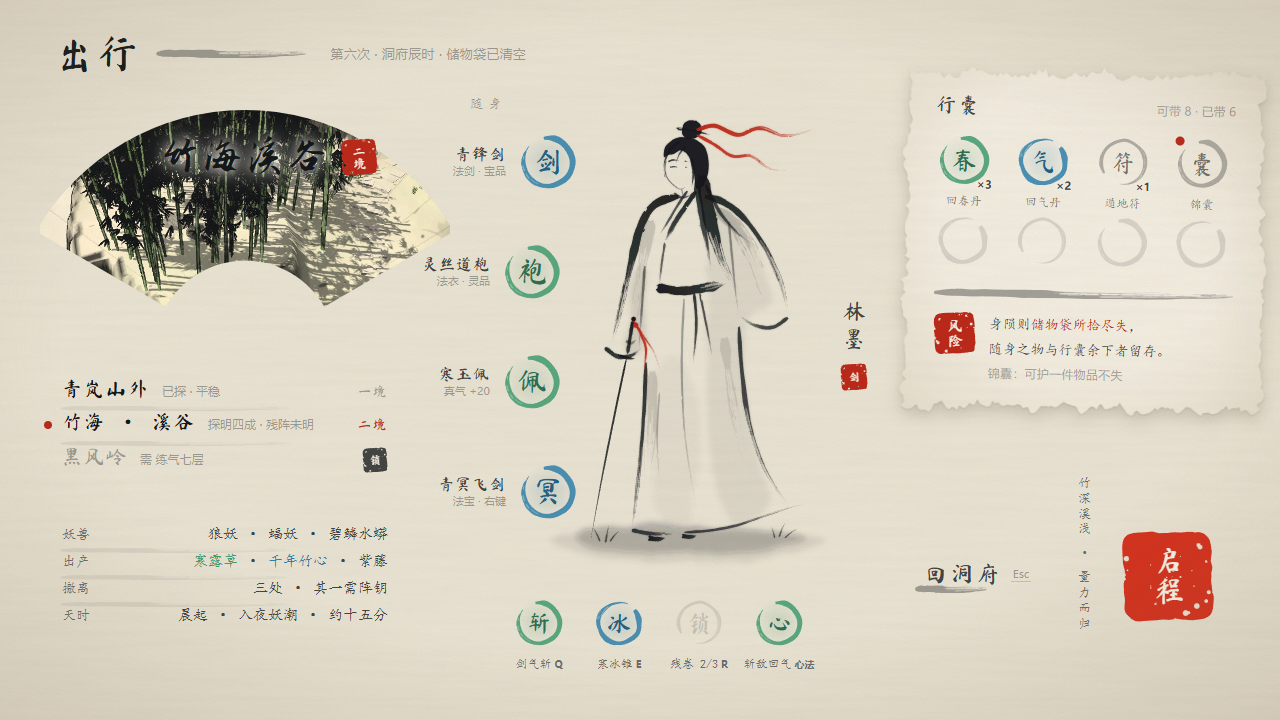 出行
第六次 · 洞府辰时 · 储物袋已清空
竹海溪谷
二境
青岚山外 已探 · 平稳 一境
竹海 · 溪谷 探明四成 · 残阵未明 二境
黑风岭 需 练气七层 锁
妖兽 狼妖 · 蝠妖 · 碧鳞水蟒
出产 寒露草 · 千年竹心 · 紫藤
撤离 三处 · 其一需阵钥
天时 晨起 · 入夜妖潮 · 约十五分
随身
青锋剑
法剑 · 宝品
剑
灵丝道袍
法衣 · 灵品
袍
寒玉佩
真气 +20
佩
青冥飞剑
法宝 · 右键
冥
林墨
剑
斩 冰 锁 心
剑气斩 Q 寒冰锥 E 残卷 2/3 R 斩敌回气 心法
行囊
可带 8 · 已带 6
春 气 符 囊
×3 ×2 ×1
回春丹 回气丹 遁地符 锦囊
风险
身陨则储物袋所拾尽失，
随身之物与行囊余下者留存。
锦囊：可护一件物品不失
回洞府 Esc
竹深溪浅 · 量力而归
启程